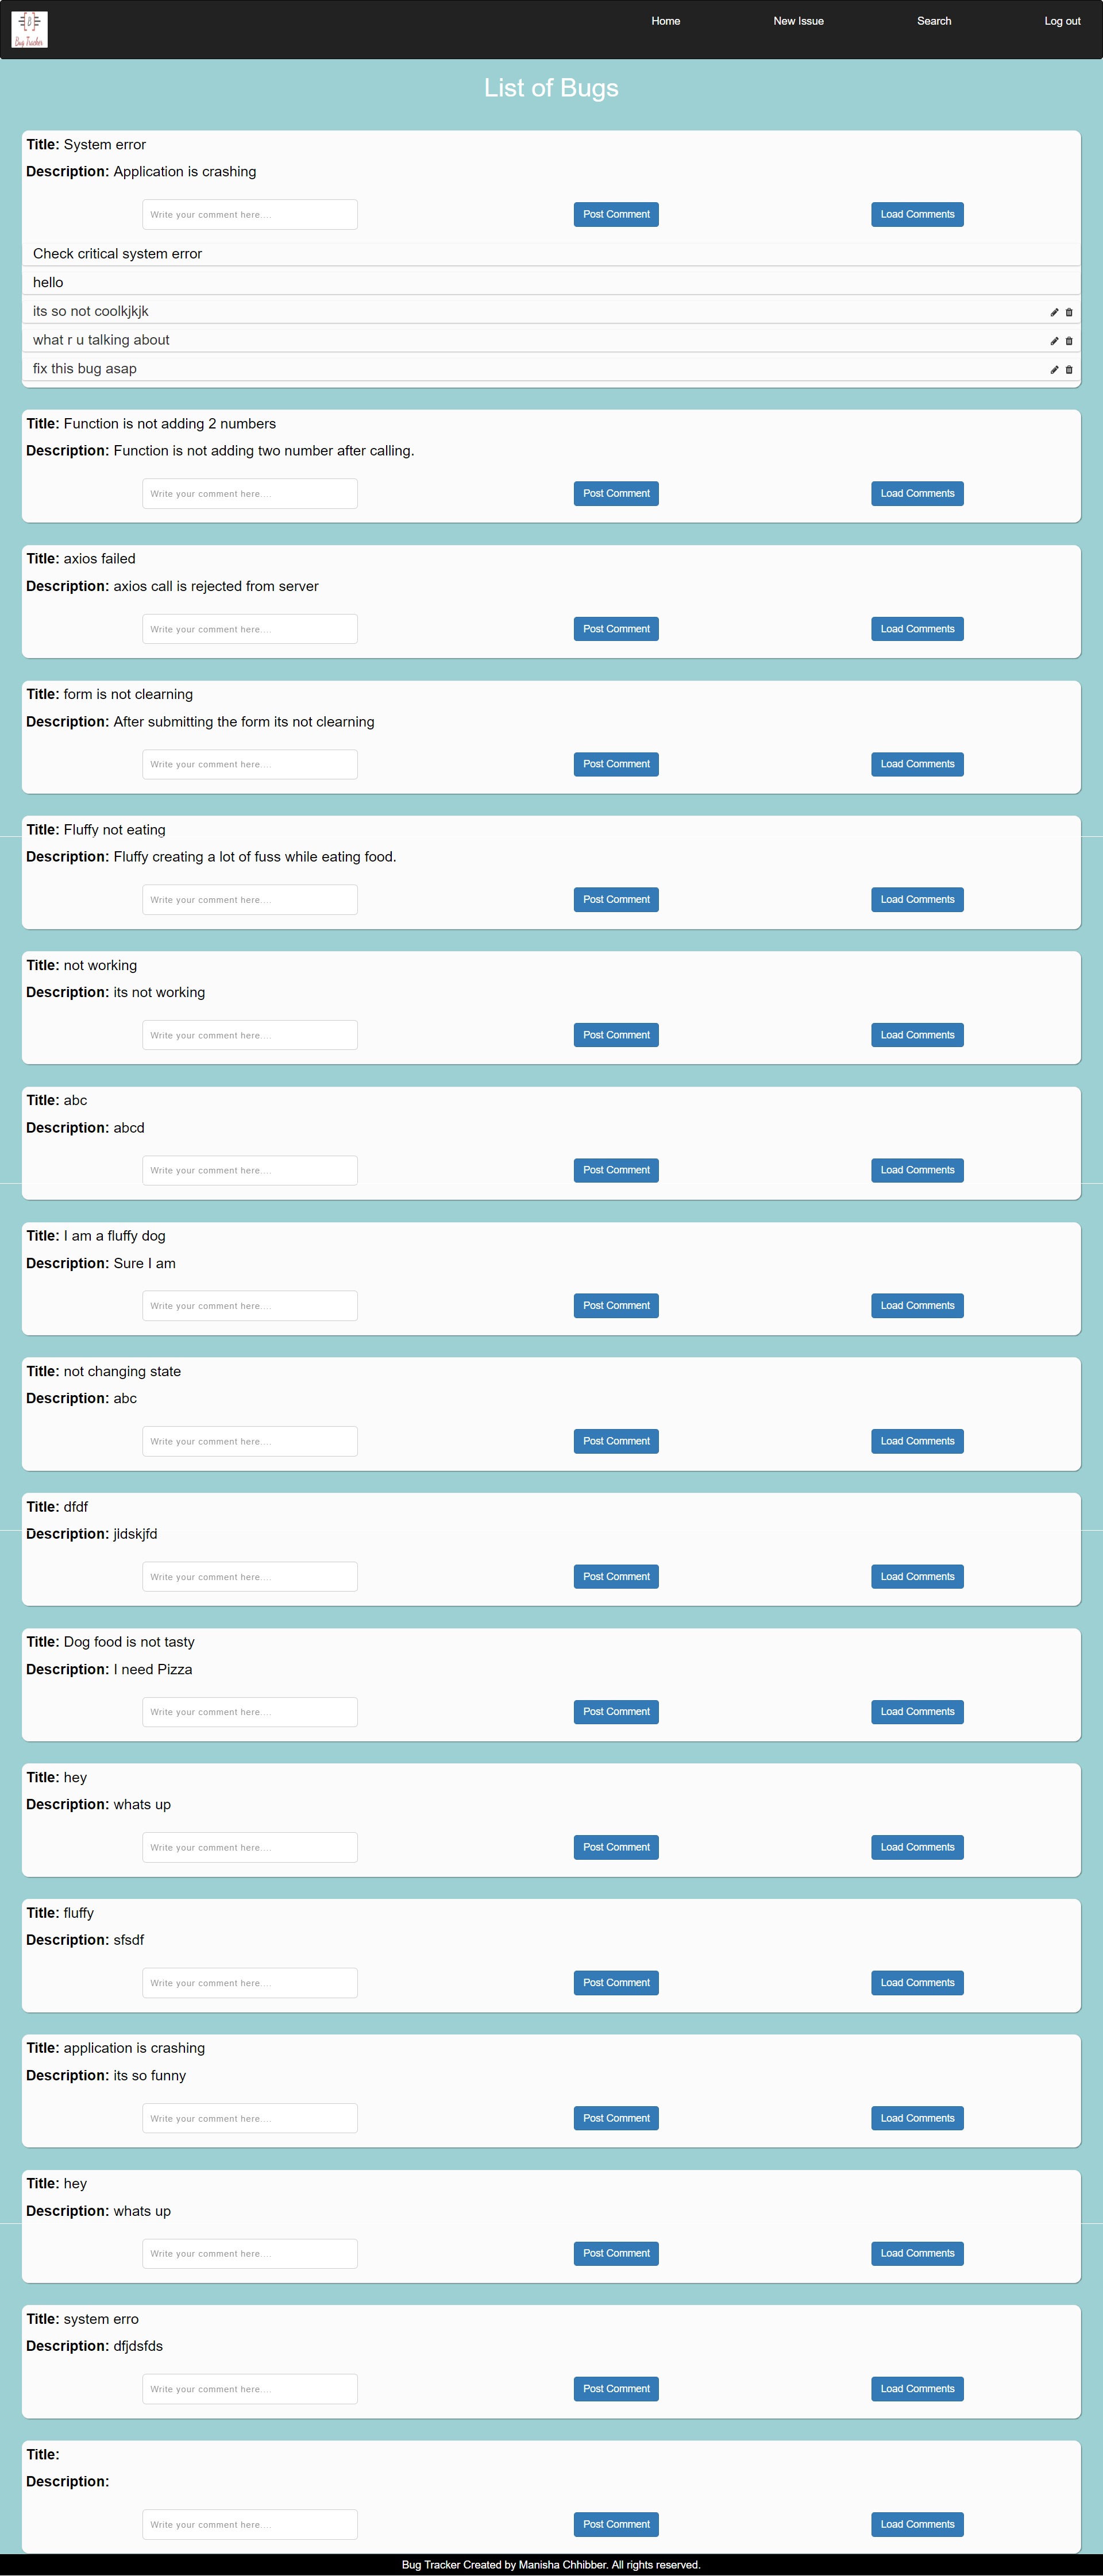 B
Bug Tracker
Home New Issue Search Log out
List of Bugs
Title: System error
Description: Application is crashing
Write your comment here.... Post Comment Load Comments
Check critical system error
hello
its so not coolkjkjk
what r u talking about
fix this bug asap
Title: Function is not adding 2 numbers
Description: Function is not adding two number after calling.
Write your comment here.... Post Comment Load Comments
Title: axios failed
Description: axios call is rejected from server
Write your comment here.... Post Comment Load Comments
Title: form is not clearning
Description: After submitting the form its not clearning
Write your comment here.... Post Comment Load Comments
Title: Fluffy not eating
Description: Fluffy creating a lot of fuss while eating food.
Write your comment here.... Post Comment Load Comments
Title: not working
Description: its not working
Write your comment here.... Post Comment Load Comments
Title: abc
Description: abcd
Write your comment here.... Post Comment Load Comments
Title: I am a fluffy dog
Description: Sure I am
Write your comment here.... Post Comment Load Comments
Title: not changing state
Description: abc
Write your comment here.... Post Comment Load Comments
Title: dfdf
Description: jldskjfd
Write your comment here.... Post Comment Load Comments
Title: Dog food is not tasty
Description: I need Pizza
Write your comment here.... Post Comment Load Comments
Title: hey
Description: whats up
Write your comment here.... Post Comment Load Comments
Title: fluffy
Description: sfsdf
Write your comment here.... Post Comment Load Comments
Title: application is crashing
Description: its so funny
Write your comment here.... Post Comment Load Comments
Title: hey
Description: whats up
Write your comment here.... Post Comment Load Comments
Title: system erro
Description: dfjdsfds
Write your comment here.... Post Comment Load Comments
Title:
Description:
Write your comment here.... Post Comment Load Comments
Bug Tracker Created by Manisha Chhibber. All rights reserved.